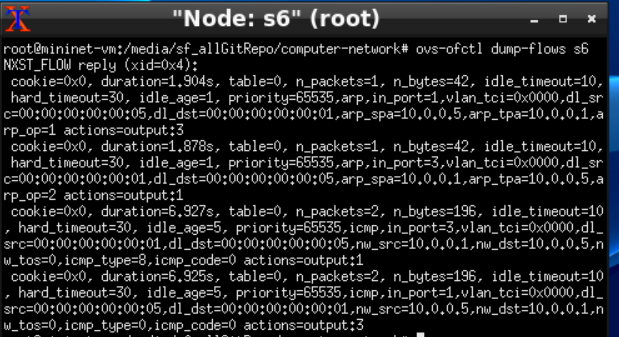 "Node: s6" (root)
root@mininet-vm:/media/sf_allGitRepo/computer-network# ovs-ofctl dump-flows s6
NXST_FLOW reply (xid=0x4):
 cookie=0x0, duration=1.904s, table=0, n_packets=1, n_bytes=42, idle_timeout=10,
 hard_timeout=30, idle_age=1, priority=65535,arp,in_port=1,vlan_tci=0x0000,dl_sr
c=00:00:00:00:00:05,dl_dst=00:00:00:00:00:01,arp_spa=10.0.0.5,arp_tpa=10.0.0.1,a
rp_op=1 actions=output:3
 cookie=0x0, duration=1.878s, table=0, n_packets=1, n_bytes=42, idle_timeout=10,
 hard_timeout=30, idle_age=1, priority=65535,arp,in_port=3,vlan_tci=0x0000,dl_sr
c=00:00:00:00:00:01,dl_dst=00:00:00:00:00:05,arp_spa=10.0.0.1,arp_tpa=10.0.0.5,a
rp_op=2 actions=output:1
 cookie=0x0, duration=6.927s, table=0, n_packets=2, n_bytes=196, idle_timeout=10
, hard_timeout=30, idle_age=5, priority=65535,icmp,in_port=3,vlan_tci=0x0000,dl_
src=00:00:00:00:00:01,dl_dst=00:00:00:00:00:05,nw_src=10.0.0.1,nw_dst=10.0.0.5,n
w_tos=0,icmp_type=8,icmp_code=0 actions=output:1
 cookie=0x0, duration=6.925s, table=0, n_packets=2, n_bytes=196, idle_timeout=10
, hard_timeout=30, idle_age=5, priority=65535,icmp,in_port=1,vlan_tci=0x0000,dl_
src=00:00:00:00:00:05,dl_dst=00:00:00:00:00:01,nw_src=10.0.0.5,nw_dst=10.0.0.1,n
w_tos=0,icmp_type=0,icmp_code=0 actions=output:3